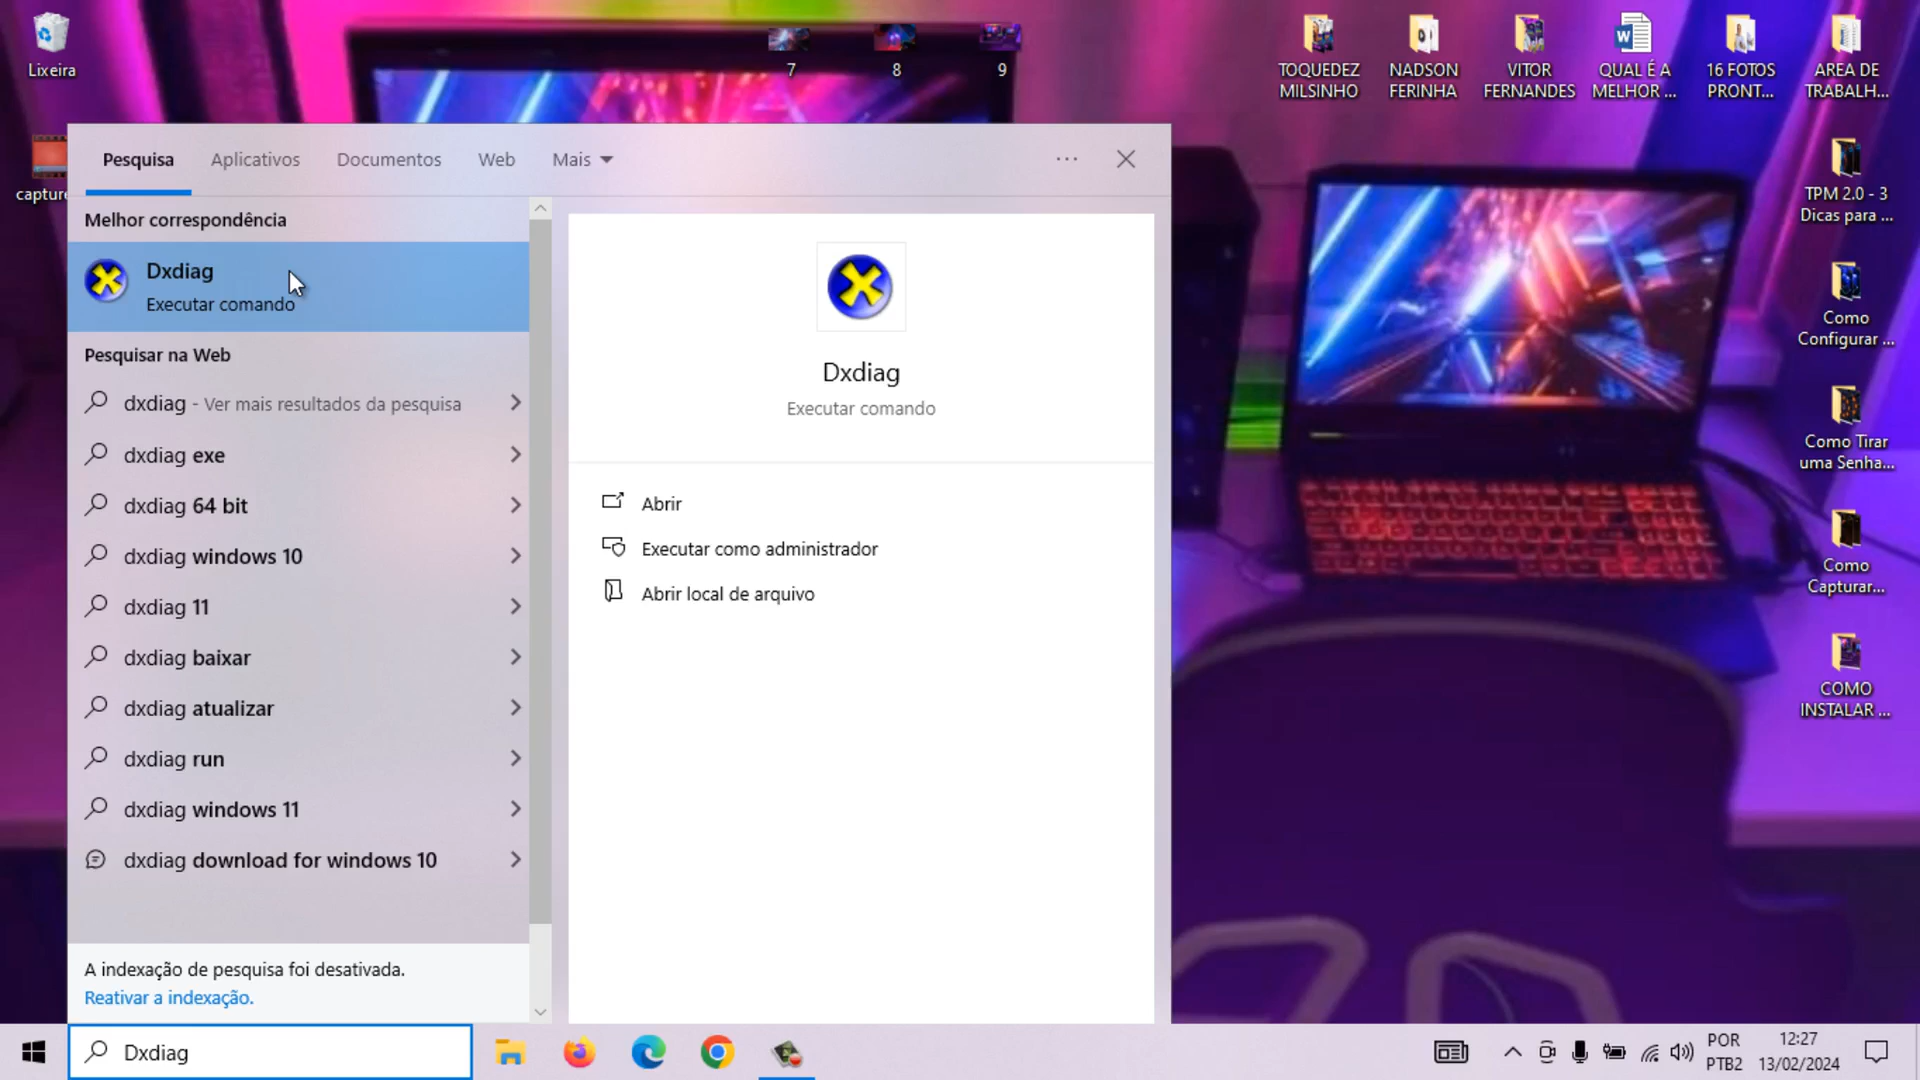 Lixeira
capture
7
8
9
TOQUEDEZ
MILSINHO
NADSON
FERINHA
VITOR
FERNANDES
QUAL É A
MELHOR ...
16 FOTOS
PRONT...
AREA DE
TRABALH...
TPM 2.0 - 3
Dicas para ...
Como
Configurar ...
Como Tirar
uma Senha...
Como
Capturar...
COMO
INSTALAR ...
Pesquisa
Aplicativos
Documentos
Web
Mais
Melhor correspondência
Dxdiag
Executar comando
Pesquisar na Web
dxdiag - Ver mais resultados da pesquisa
dxdiag exe
dxdiag 64 bit
dxdiag windows 10
dxdiag 11
dxdiag baixar
dxdiag atualizar
dxdiag run
dxdiag windows 11
dxdiag download for windows 10
A indexação de pesquisa foi desativada.
Reativar a indexação.
Dxdiag
Executar comando
Abrir
Executar como administrador
Abrir local de arquivo
Dxdiag
POR
PTB2
12:27
13/02/2024